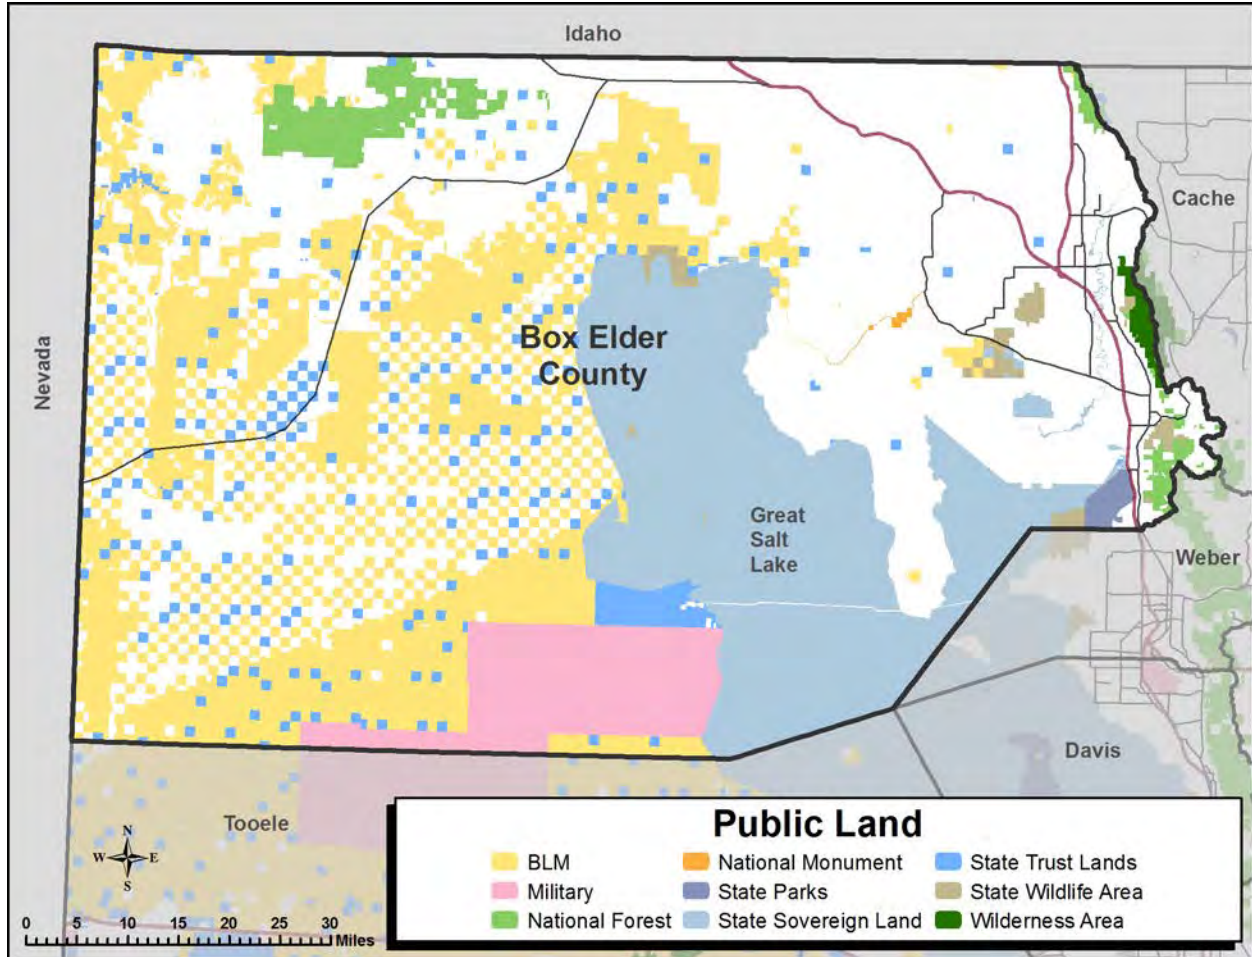 Idaho
Cache
Nevada
Box Elder
County
Great
Salt
Lake
Weber
Davis
Tooele
N
W E
S
0 5 10 15 20 25 30
Miles
Public Land
BLM
National Monument
State Trust Lands
Military
State Parks
State Wildlife Area
National Forest
State Sovereign Land
Wilderness Area